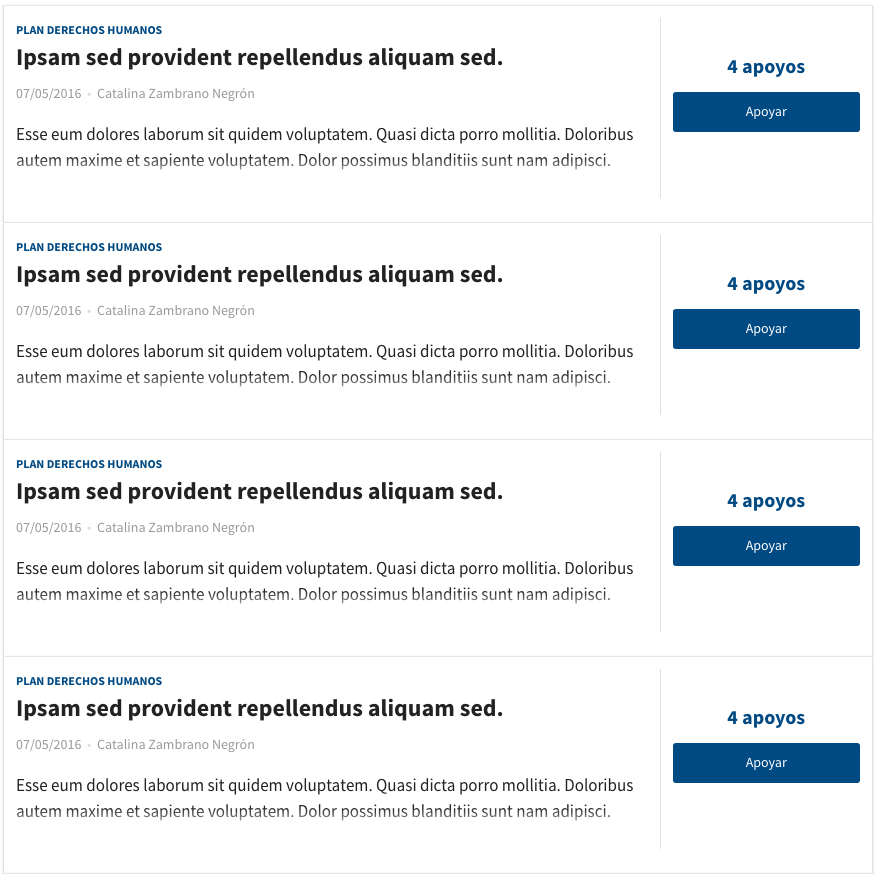 PLAN DERECHOS HUMANOS
Ipsam sed provident repellendus aliquam sed.
07/05/2016 • Catalina Zambrano Negrón
Esse eum dolores laborum sit quidem voluptatem. Quasi dicta porro mollitia. Doloribus
autem maxime et sapiente voluptatem. Dolor possimus blanditiis sunt nam adipisci.
4 apoyos
Apoyar
PLAN DERECHOS HUMANOS
Ipsam sed provident repellendus aliquam sed.
07/05/2016 • Catalina Zambrano Negrón
Esse eum dolores laborum sit quidem voluptatem. Quasi dicta porro mollitia. Doloribus
autem maxime et sapiente voluptatem. Dolor possimus blanditiis sunt nam adipisci.
4 apoyos
Apoyar
PLAN DERECHOS HUMANOS
Ipsam sed provident repellendus aliquam sed.
07/05/2016 • Catalina Zambrano Negrón
Esse eum dolores laborum sit quidem voluptatem. Quasi dicta porro mollitia. Doloribus
autem maxime et sapiente voluptatem. Dolor possimus blanditiis sunt nam adipisci.
4 apoyos
Apoyar
PLAN DERECHOS HUMANOS
Ipsam sed provident repellendus aliquam sed.
07/05/2016 • Catalina Zambrano Negrón
Esse eum dolores laborum sit quidem voluptatem. Quasi dicta porro mollitia. Doloribus
autem maxime et sapiente voluptatem. Dolor possimus blanditiis sunt nam adipisci.
4 apoyos
Apoyar